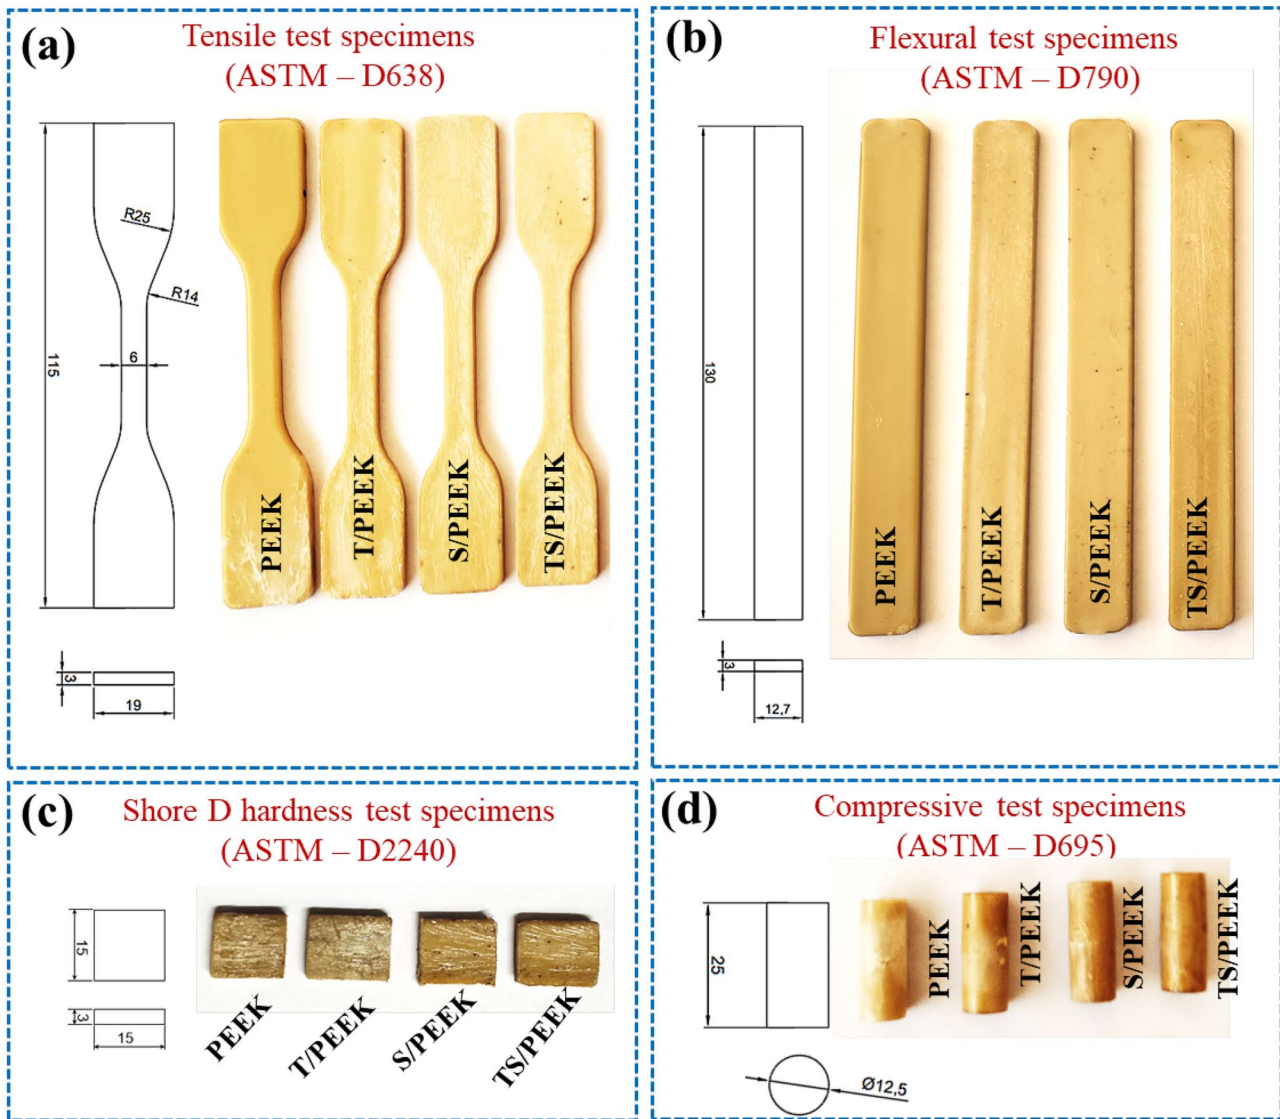 (a)
Tensile test specimens
(ASTM – D638)
R25
R14
6
115
3
19
PEEK
T/PEEK
S/PEEK
TS/PEEK
(b)
Flexural test specimens
(ASTM – D790)
130
3
12,7
PEEK
T/PEEK
S/PEEK
TS/PEEK
(c)
Shore D hardness test specimens
(ASTM – D2240)
15
3
15
PEEK
T/PEEK
S/PEEK
TS/PEEK
(d)
Compressive test specimens
(ASTM – D695)
25
Ø12,5
PEEK
T/PEEK
S/PEEK
TS/PEEK